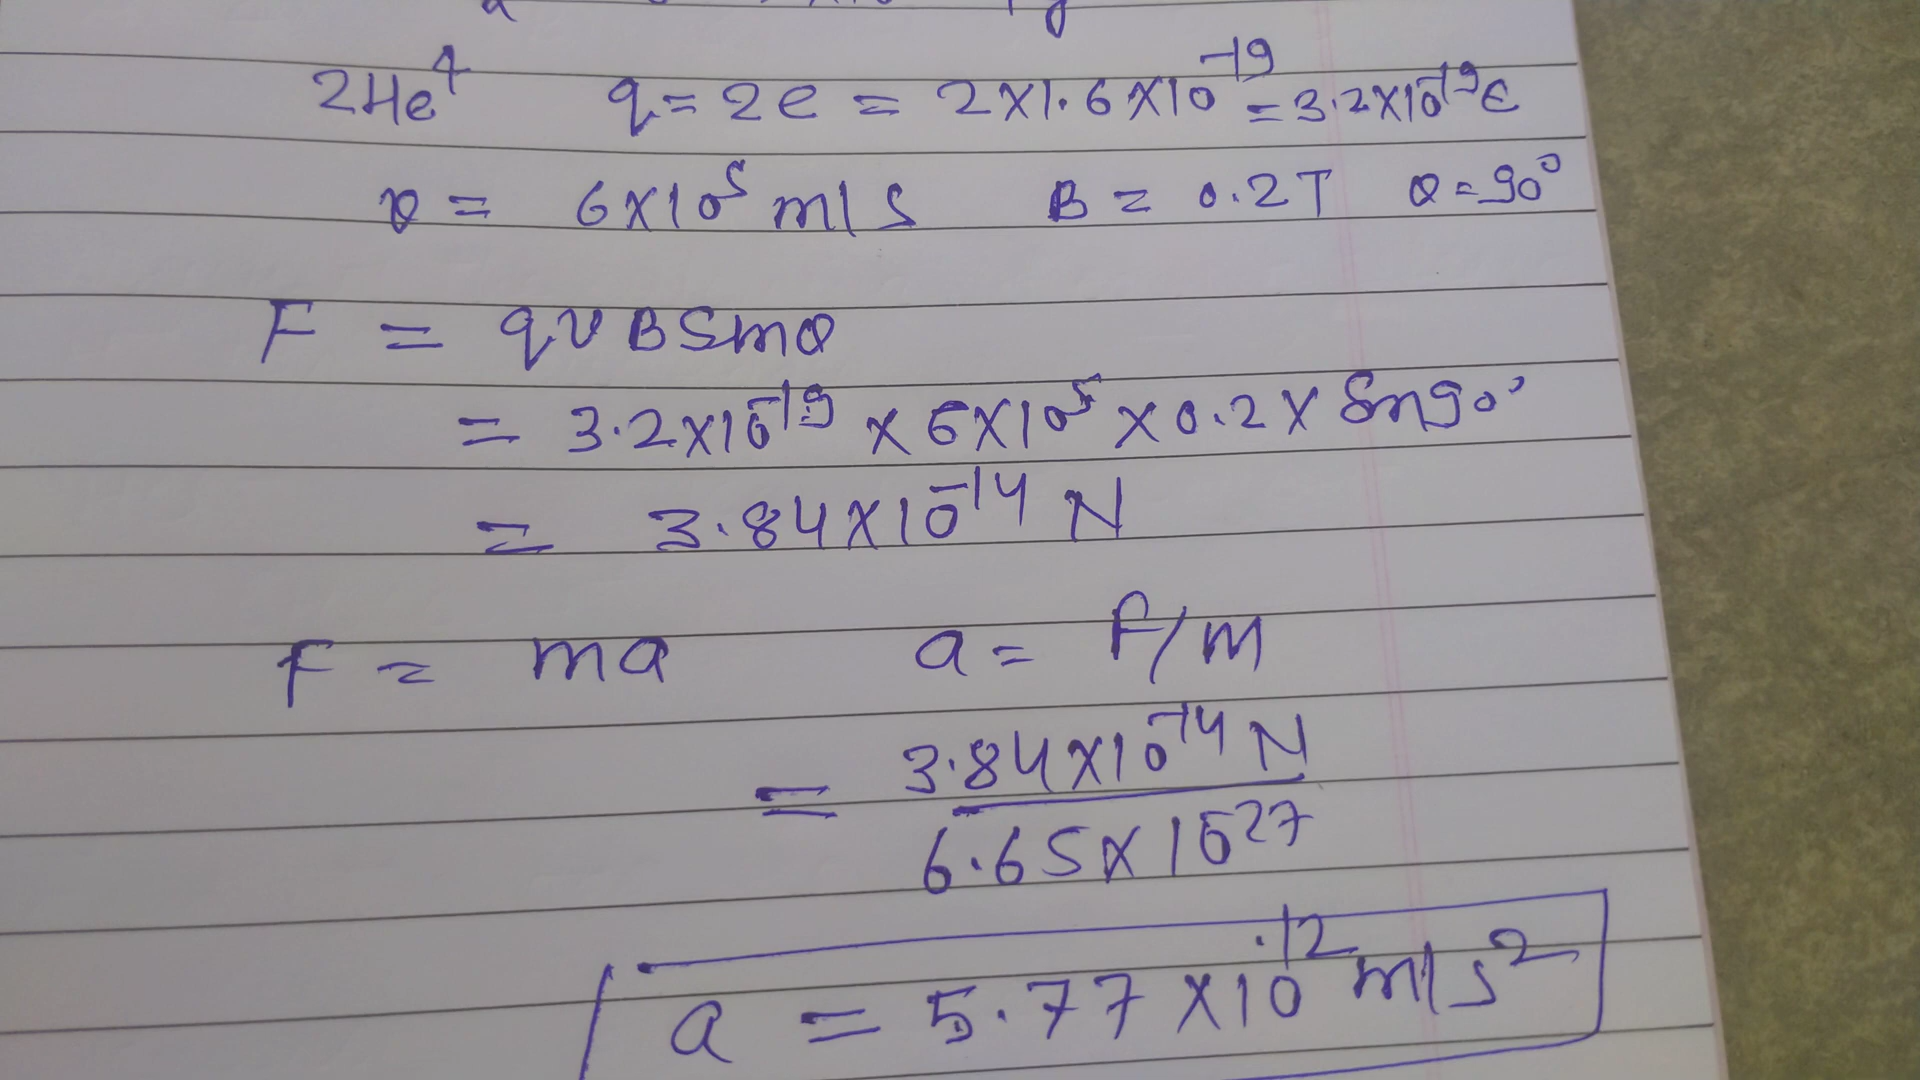 2He⁴ q = 2e = 2×1.6×10⁻¹⁹ = 3.2×10⁻¹⁹C
v = 6×10⁵ m/s B = 0.2T θ = 90°
F = qvBSinθ
= 3.2×10⁻¹⁹ × 6×10⁵ × 0.2 × Sin90°
= 3.84×10⁻¹⁴ N
F = ma a = F/m
= 3.84×10⁻¹⁴ N
6.65×10⁻²⁷
a = 5.77×10¹² m/s²